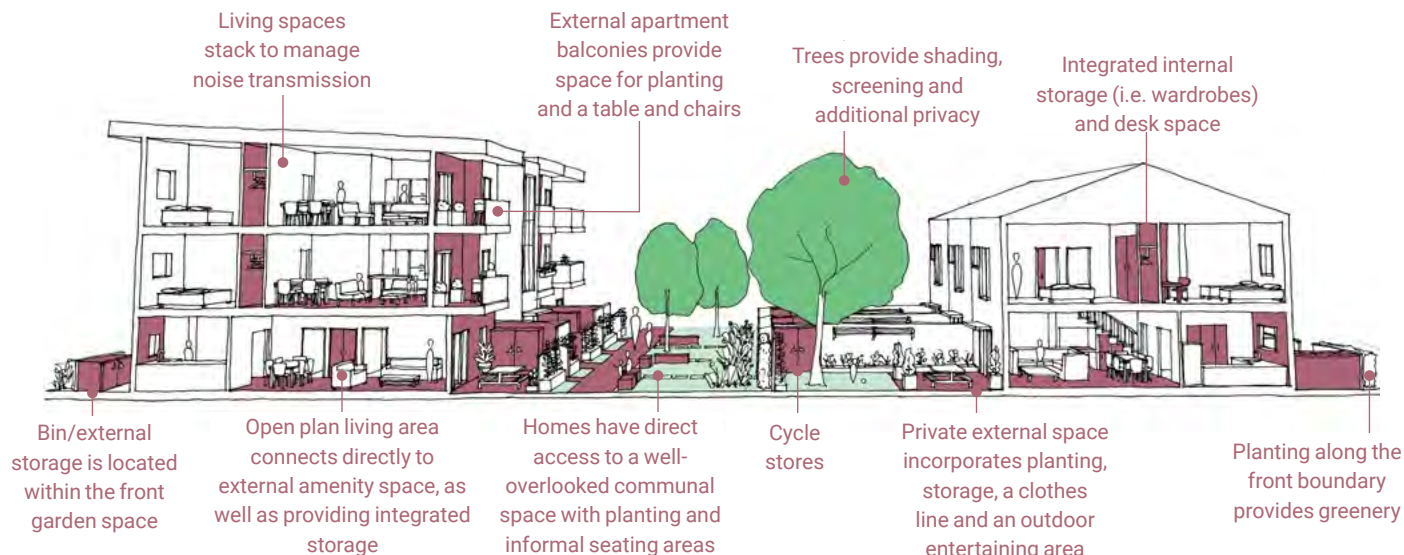 Living spaces
stack to manage
noise transmission
External apartment
balconies provide
space for planting
and a table and chairs
Trees provide shading,
screening and
additional privacy
Integrated internal
storage (i.e. wardrobes)
and desk space
Bin/external
storage is located
within the front
garden space
Open plan living area
connects directly to
external amenity space, as
well as providing integrated
storage
Homes have direct
access to a well-
overlooked communal
space with planting and
informal seating areas
Cycle
stores
Private external space
incorporates planting,
storage, a clothes
line and an outdoor
entertaining area
Planting along the
front boundary
provides greenery